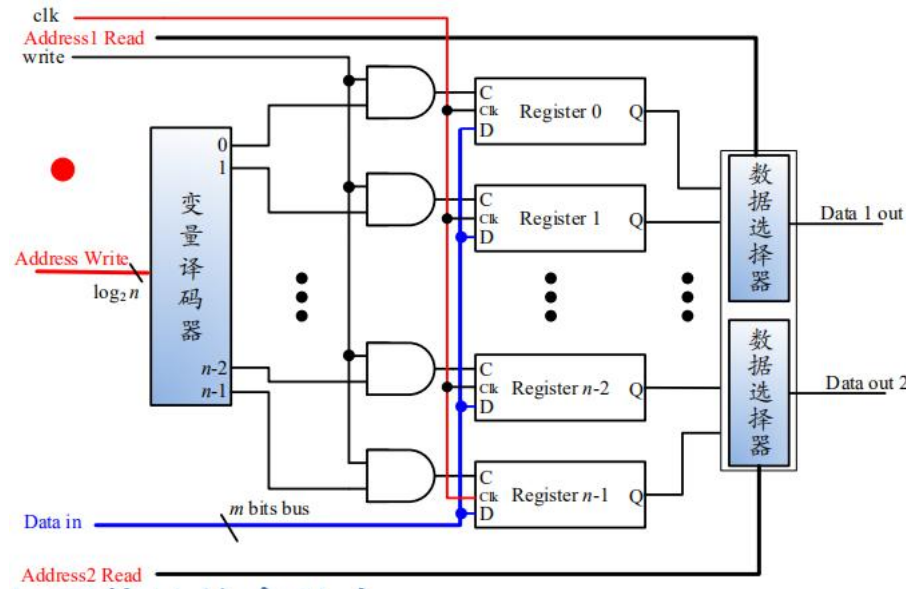 clk
Address1 Read
write
C
Clk
D
Register 0
Q
0
1
C
Clk
D
Register 1
Q
变量译码器
数据选择器
Data 1 out
Address Write
log₂ n
n-2
n-1
C
Clk
D
Register n-2
Q
数据选择器
Data out 2
C
Clk
D
Register n-1
Q
Data in
m bits bus
Address2 Read